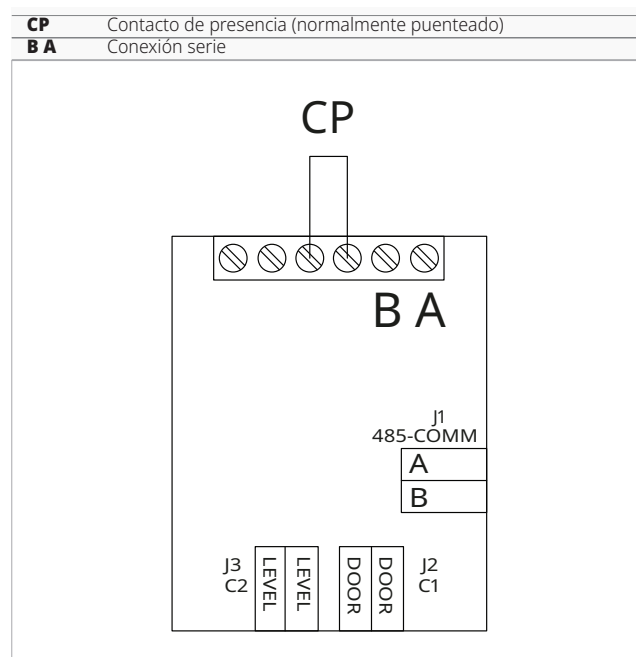 CP Contacto de presencia (normalmente puenteado)
B A Conexión serie
CP
B A
J1
485-COMM
A
B
J3
C2
LEVEL
LEVEL
DOOR
DOOR
J2
C1